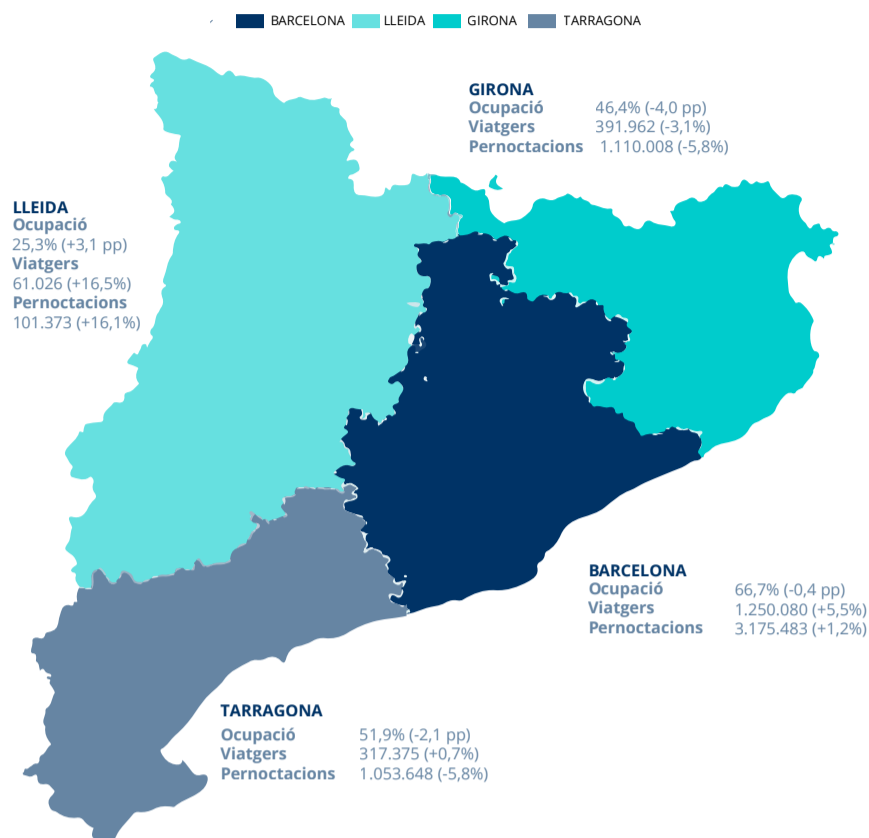 BARCELONA LLEIDA GIRONA TARRAGONA
GIRONA
Ocupació 46,4% (-4,0 pp)
Viatgers 391.962 (-3,1%)
Pernoctacions 1.110.008 (-5,8%)
LLEIDA
Ocupació
25,3% (+3,1 pp)
Viatgers
61.026 (+16,5%)
Pernoctacions
101.373 (+16,1%)
BARCELONA
Ocupació 66,7% (-0,4 pp)
Viatgers 1.250.080 (+5,5%)
Pernoctacions 3.175.483 (+1,2%)
TARRAGONA
Ocupació 51,9% (-2,1 pp)
Viatgers 317.375 (+0,7%)
Pernoctacions 1.053.648 (-5,8%)